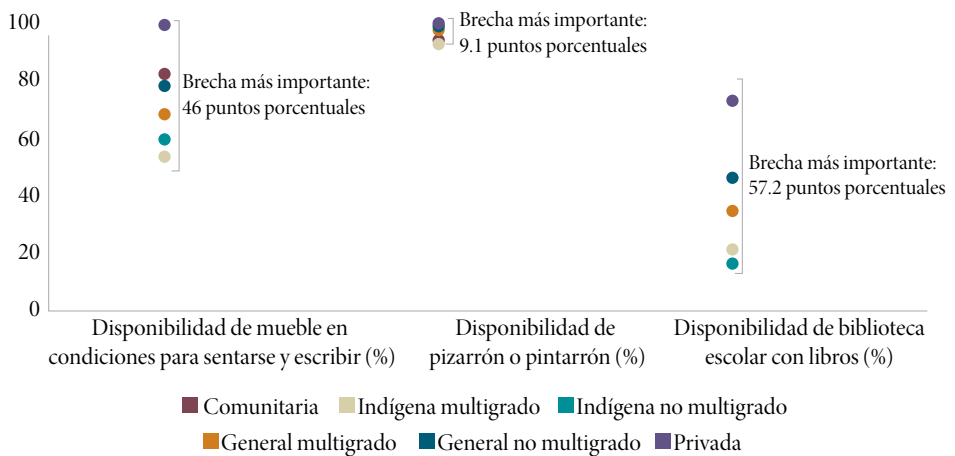 100
80
60
40
20
0
Brecha más importante:
46 puntos porcentuales
Brecha más importante:
9.1 puntos porcentuales
Brecha más importante:
57.2 puntos porcentuales
Disponibilidad de mueble en
condiciones para sentarse y escribir (%)
Disponibilidad de
pizarrón o pintarrón (%)
Disponibilidad de biblioteca
escolar con libros (%)
Comunitaria Indígena multigrado Indígena no multigrado
General multigrado General no multigrado Privada